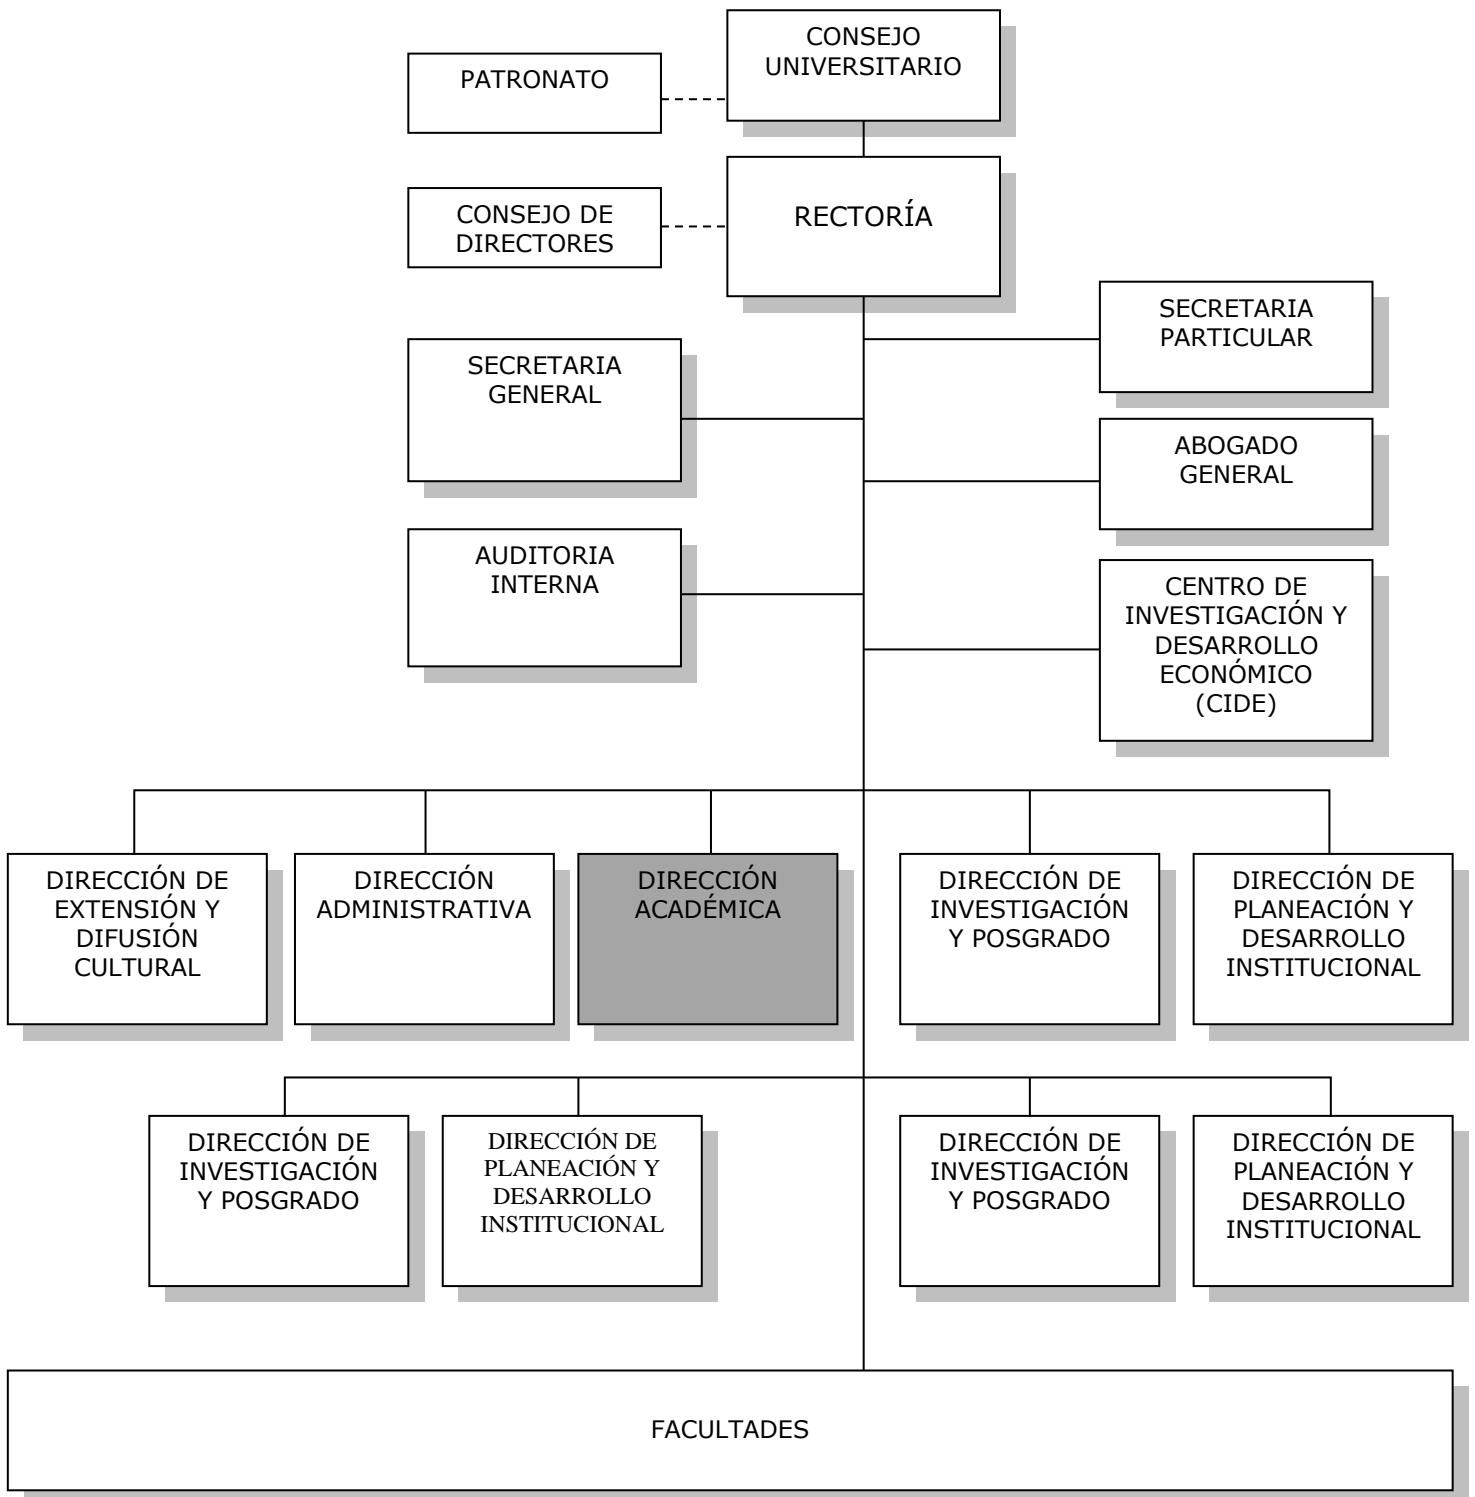 CONSEJO
UNIVERSITARIO
PATRONATO
RECTORÍA
CONSEJO DE
DIRECTORES
SECRETARIA
PARTICULAR
SECRETARIA
GENERAL
ABOGADO
GENERAL
AUDITORIA
INTERNA
CENTRO DE
INVESTIGACIÓN Y
DESARROLLO
ECONÓMICO
(CIDE)
DIRECCIÓN DE
EXTENSIÓN Y
DIFUSIÓN
CULTURAL
DIRECCIÓN
ADMINISTRATIVA
DIRECCIÓN
ACADÉMICA
DIRECCIÓN DE
INVESTIGACIÓN
Y POSGRADO
DIRECCIÓN DE
PLANEACIÓN Y
DESARROLLO
INSTITUCIONAL
DIRECCIÓN DE
INVESTIGACIÓN
Y POSGRADO
DIRECCIÓN DE
PLANEACIÓN Y
DESARROLLO
INSTITUCIONAL
DIRECCIÓN DE
INVESTIGACIÓN
Y POSGRADO
DIRECCIÓN DE
PLANEACIÓN Y
DESARROLLO
INSTITUCIONAL
FACULTADES